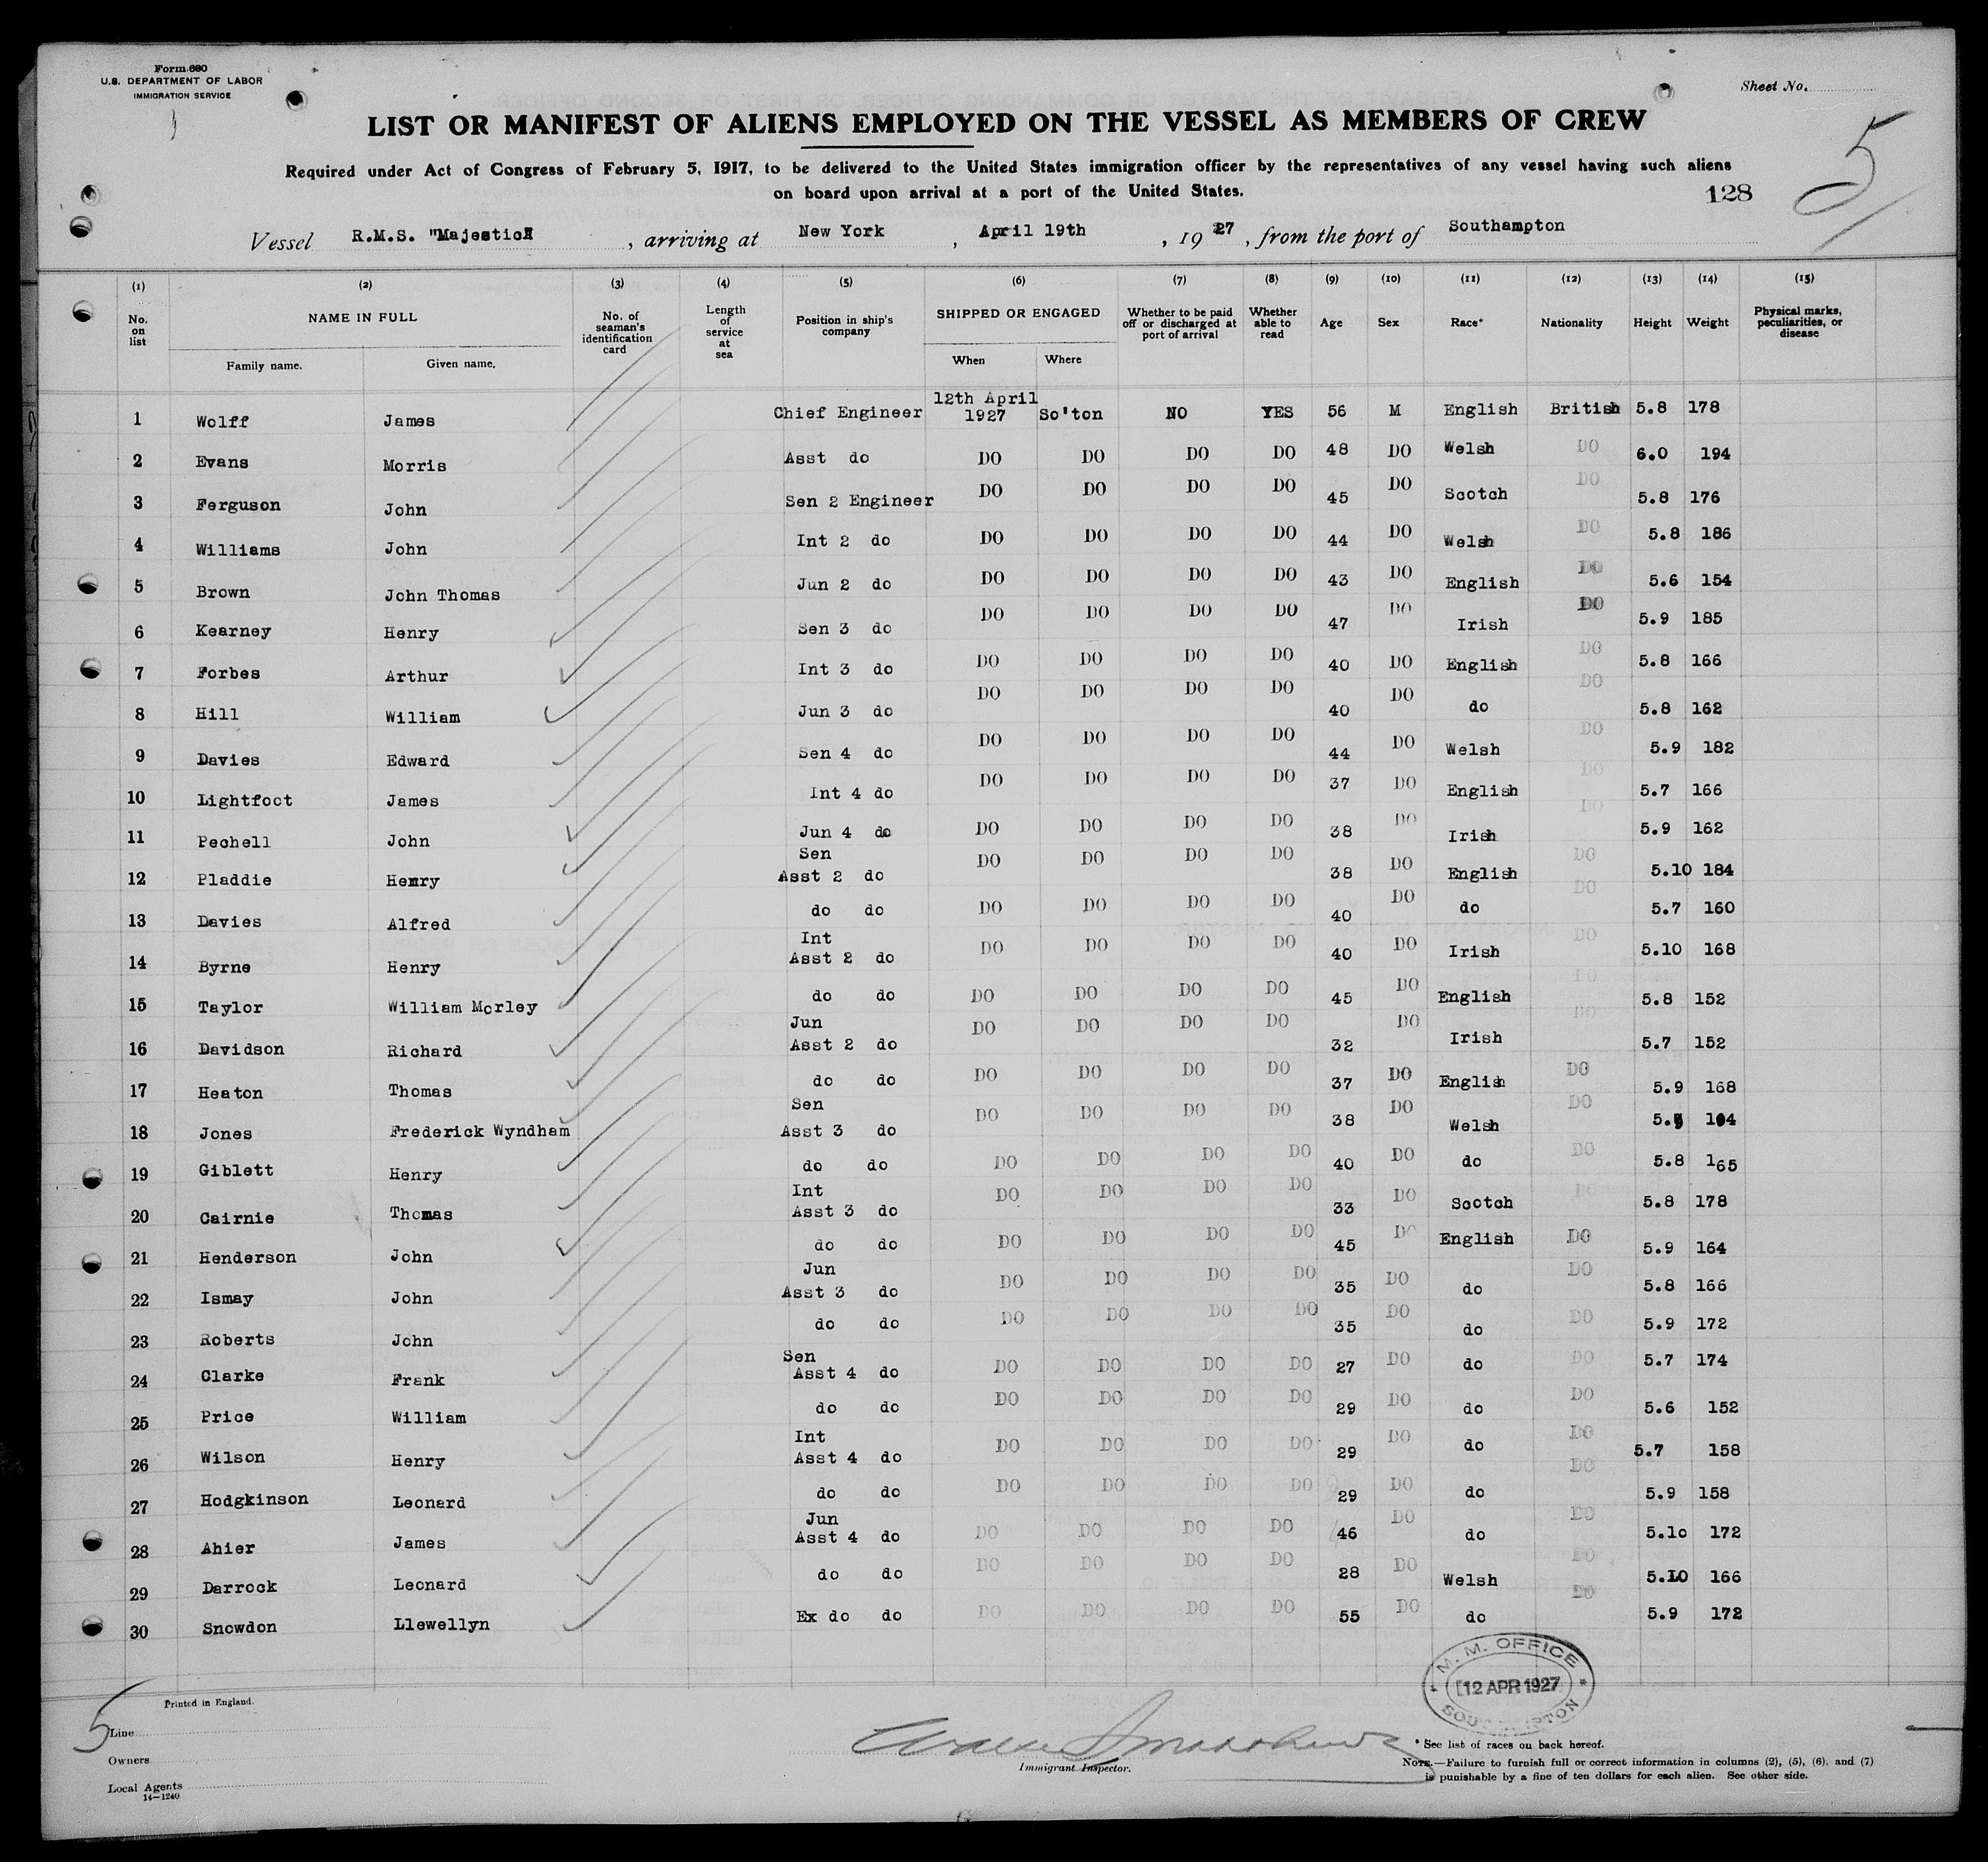 Form 680
U.S. DEPARTMENT OF LABOR
IMMIGRATION SERVICE
Sheet No.
5
LIST OR MANIFEST OF ALIENS EMPLOYED ON THE VESSEL AS MEMBERS OF CREW
Required under Act of Congress of February 5, 1917, to be delivered to the United States immigration officer by the representatives of any vessel having such aliens
on board upon arrival at a port of the United States.
128
Vessel R.M.S. "Majestic", arriving at New York, April 19th, 1927, from the port of Southampton
(1) (2) (3) (4) (5) (6) (7) (8) (9) (10) (11) (12) (13) (14) (15)
No. on list NAME IN FULL Family name. Given name. No. of seaman's identification card Length of service at sea Position in ship's company SHIPPED OR ENGAGED When Where Whether to be paid off or discharged at port of arrival Whether able to read Age Sex Race* Nationality Height Weight Physical marks, peculiarities, or disease
1 Wolff James Chief Engineer 12th April 1927 So'ton NO YES 56 M English British 5.8 178
2 Evans Morris Asst do DO DO DO DO 48 DO Welsh DO 6.0 194
3 Ferguson John Sen 2 Engineer DO DO DO DO 45 DO Scotch DO 5.8 176
4 Williams John Int 2 do DO DO DO DO 44 DO Welsh DO 5.8 186
5 Brown John Thomas Jun 2 do DO DO DO DO 43 DO English DO 5.6 154
6 Kearney Henry Sen 3 do DO DO DO DO 47 DO Irish DO 5.9 185
7 Forbes Arthur Int 3 do DO DO DO DO 40 DO English DO 5.8 166
8 Hill William Jun 3 do DO DO DO DO 40 DO do DO 5.8 162
9 Davies Edward Sen 4 do DO DO DO DO 44 DO Welsh DO 5.9 182
10 Lightfoot James Int 4 do DO DO DO DO 37 DO English DO 5.7 166
11 Pechell John Jun 4 do DO DO DO DO 38 DO Irish DO 5.9 162
12 Pladdie Henry Sen Asst 2 do DO DO DO DO 38 DO English DO 5.10 184
13 Davies Alfred do do DO DO DO DO 40 DO do DO 5.7 160
14 Byrne Henry Int Asst 2 do DO DO DO DO 40 DO Irish DO 5.10 168
15 Taylor William Morley do do DO DO DO DO 45 DO English DO 5.8 152
16 Davidson Richard Jun Asst 2 do DO DO DO DO 32 DO Irish DO 5.7 152
17 Heaton Thomas do do DO DO DO DO 37 DO English DO 5.9 168
18 Jones Frederick Wyndham Sen Asst 3 do DO DO DO DO 38 DO Welsh DO
19 Giblett Henry do do DO DO DO DO 40 DO do DO 5.8 165
20 Cairnie Thomas Int Asst 3 do DO DO DO DO 33 DO Scotch DO 5.8 178
21 Henderson John do do DO DO DO DO 45 DO English DO 5.9 164
22 Ismay John Jun Asst 3 do DO DO DO DO 35 DO do DO 5.8 166
23 Roberts John do do DO DO DO DO 35 DO do DO 5.9 172
24 Clarke Frank Sen Asst 4 do DO DO DO DO 27 DO do DO 5.7 174
25 Price William do do DO DO DO DO 29 DO do DO 5.6 152
26 Wilson Henry Int Asst 4 do DO DO DO DO 29 DO do DO 5.7 158
27 Hodgkinson Leonard do do DO DO DO DO 29 DO do DO 5.9 158
28 Ahier James Jun Asst 4 do DO DO DO DO 46 DO do DO 5.10 172
29 Darrock Leonard do do DO DO DO DO 28 DO Welsh DO 5.10 166
30 Snowdon Llewellyn Ex do do DO DO DO DO 55 DO do DO 5.9 172
M. M. OFFICE
12 APR 1927
SOUTHAMPTON
Printed in England.
5
Line
Owners
Local Agents
14-1240
Immigrant Inspector.
* See list of races on back hereof.
NOTE.—Failure to furnish full or correct information in columns (2), (5), (6), and (7)
is punishable by a fine of ten dollars for each alien. See other side.